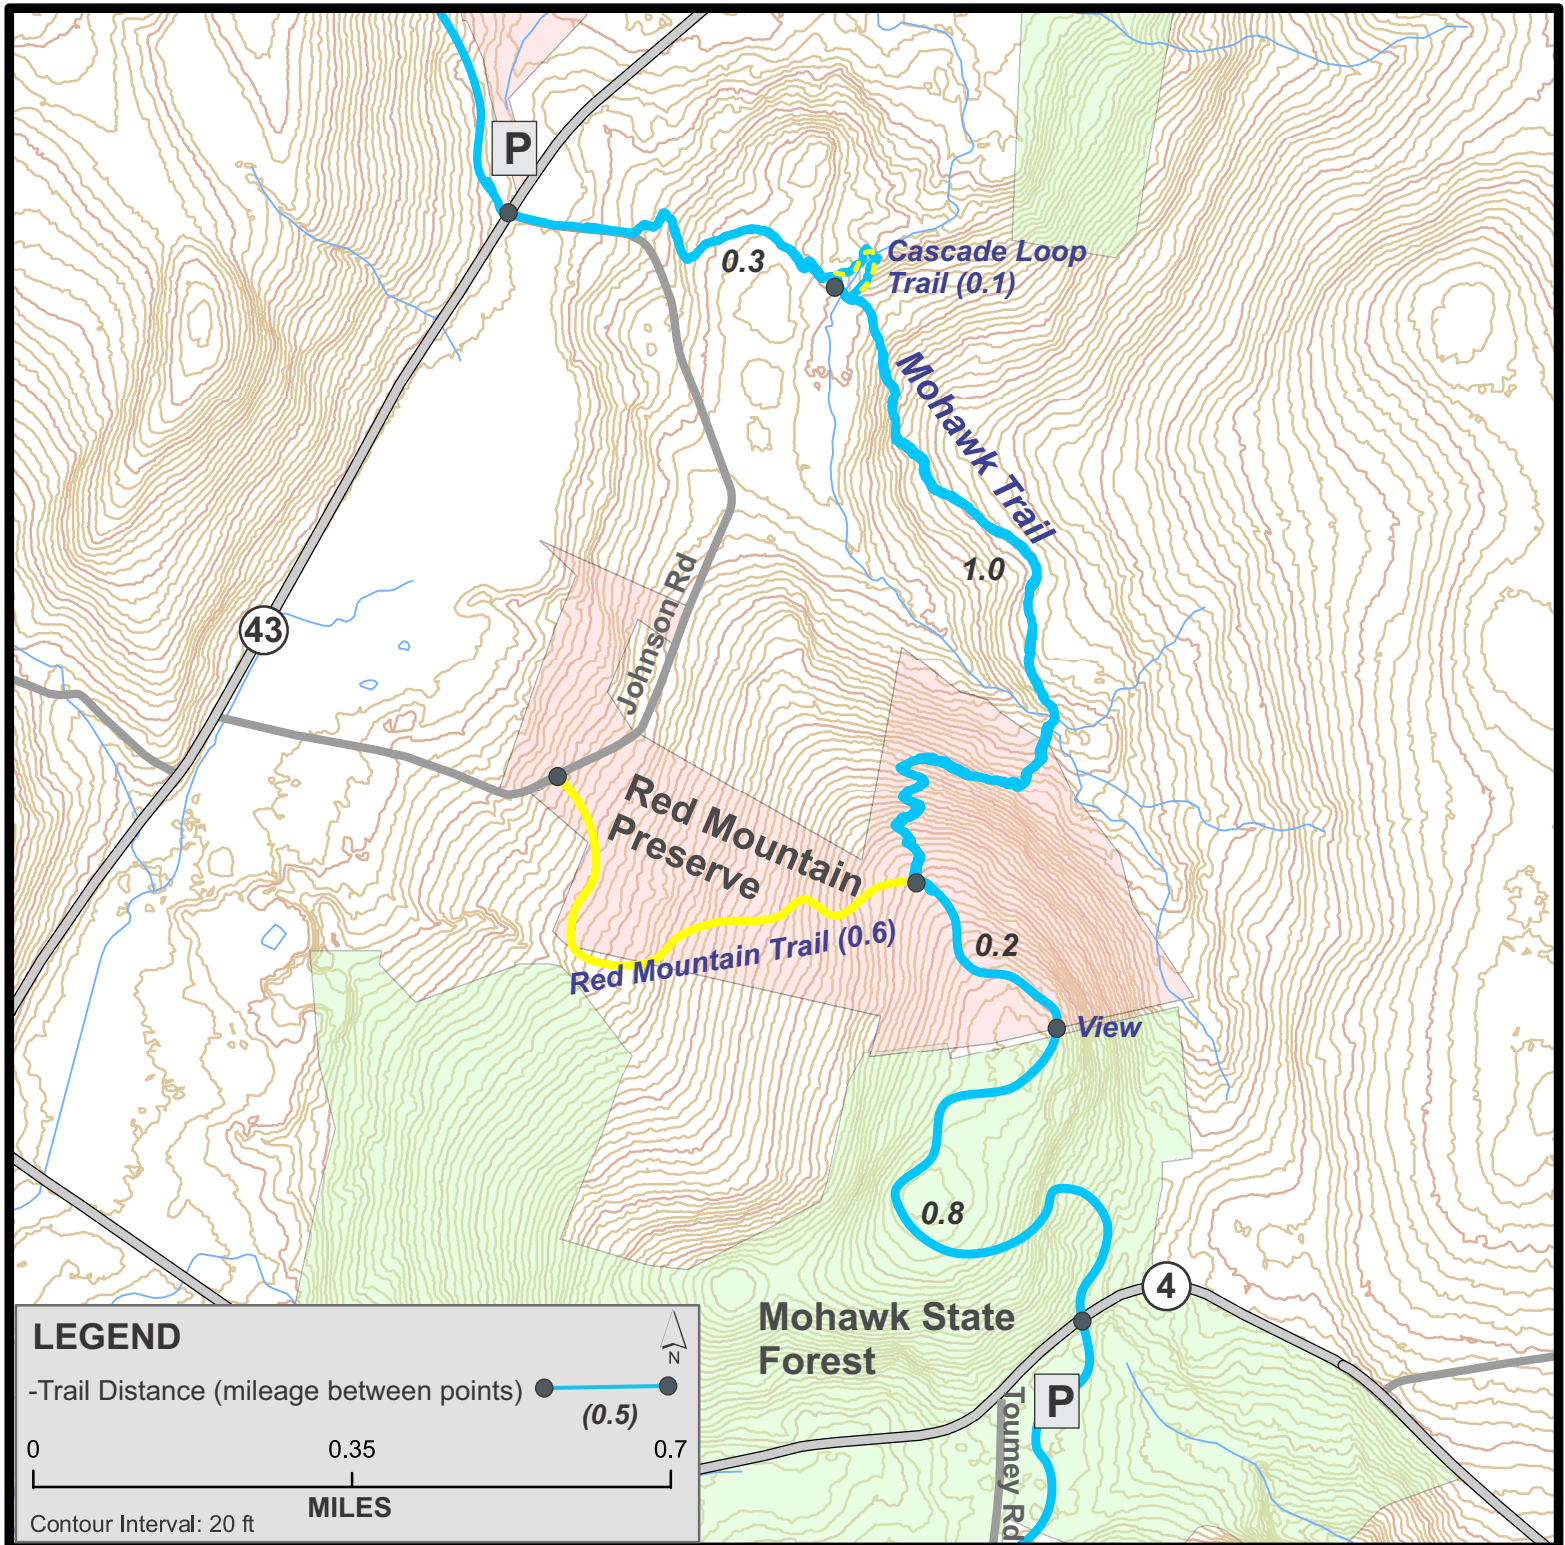 P
Cascade Loop
Trail (0.1)
0.3
Mohawk Trail
1.0
Johnson Rd
43
Red Mountain
Preserve
Red Mountain Trail (0.6)
0.2
View
0.8
4
Mohawk State
Forest
P
Toumey Rd
LEGEND
N
-Trail Distance (mileage between points)
(0.5)
0 0.35 0.7
MILES
Contour Interval: 20 ft